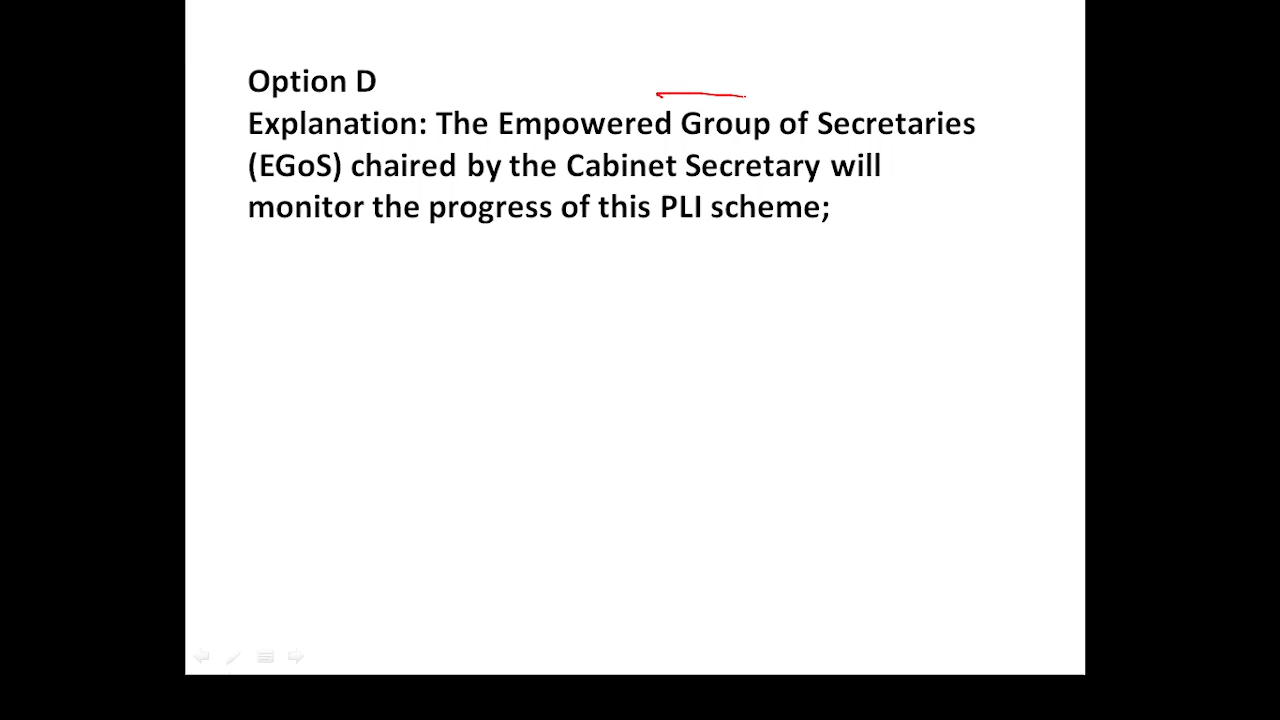 Option D
Explanation: The Empowered Group of Secretaries
(EGoS) chaired by the Cabinet Secretary will
monitor the progress of this PLI scheme;